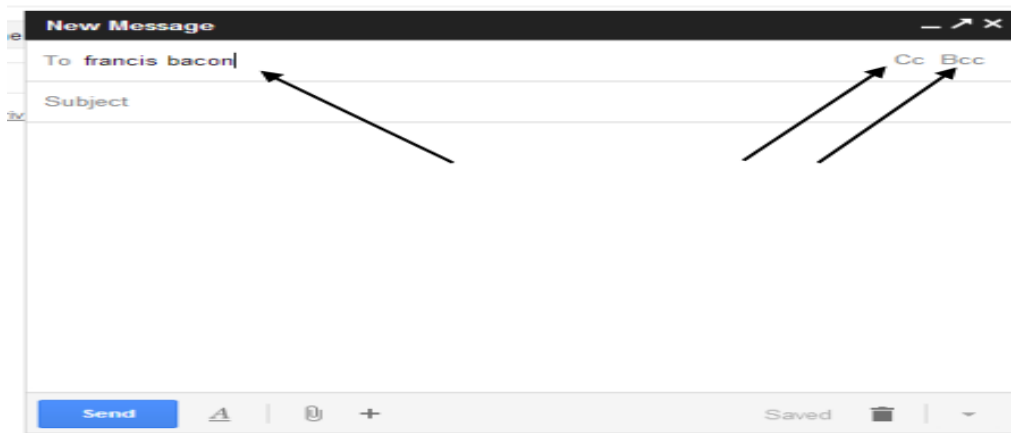 New Message
To francis bacon
Cc Bcc
Subject
Send
A
Saved